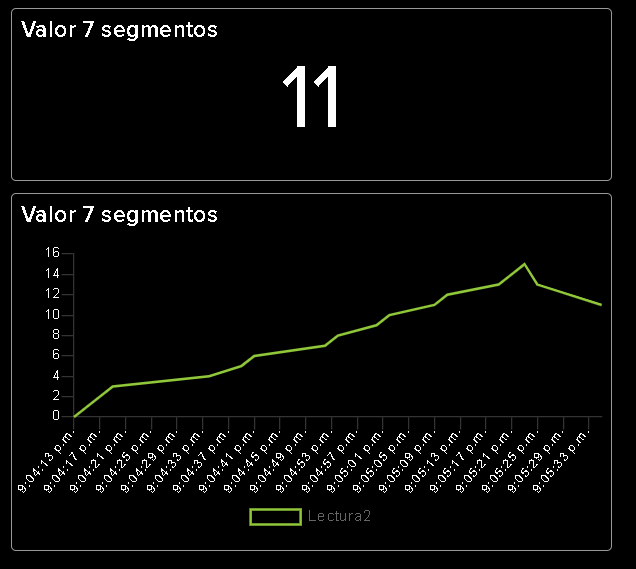 Valor 7 segmentos
11
Valor 7 segmentos
16
14
12
10
8
6
4
2
0
9:04:13 p.m.
9:04:17 p.m.
9:04:21 p.m.
9:04:25 p.m.
9:04:29 p.m.
9:04:33 p.m.
9:04:37 p.m.
9:04:41 p.m.
9:04:45 p.m.
9:04:49 p.m.
9:04:53 p.m.
9:04:57 p.m.
9:05:01 p.m.
9:05:05 p.m.
9:05:09 p.m.
9:05:13 p.m.
9:05:17 p.m.
9:05:21 p.m.
9:05:25 p.m.
9:05:29 p.m.
9:05:33 p.m.
Lectura2